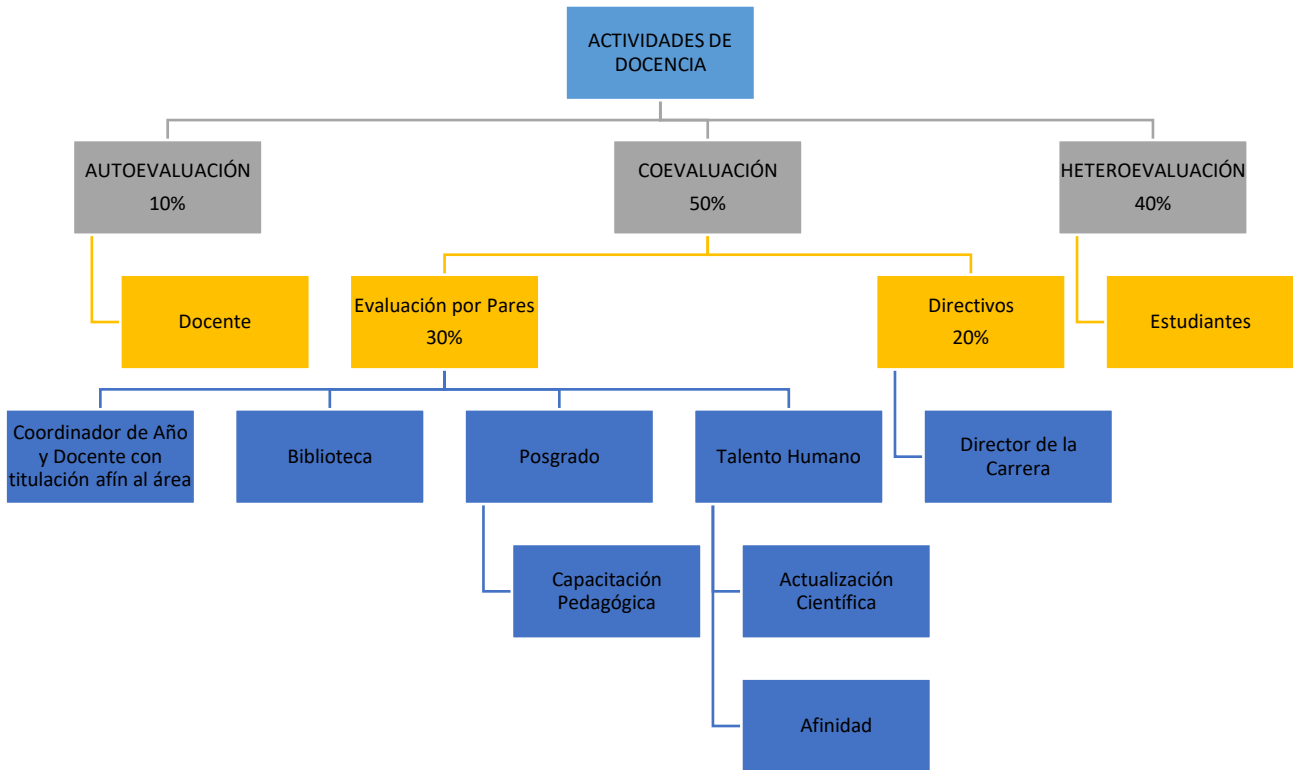 ACTIVIDADES DE
DOCENCIA
AUTOEVALUACIÓN
10%
COEVALUACIÓN
50%
HETEROEVALUACIÓN
40%
Docente
Evaluación por Pares
30%
Directivos
20%
Estudiantes
Coordinador de Año
y Docente con
titulación afín al área
Biblioteca
Posgrado
Talento Humano
Director de la
Carrera
Capacitación
Pedagógica
Actualización
Científica
Afinidad